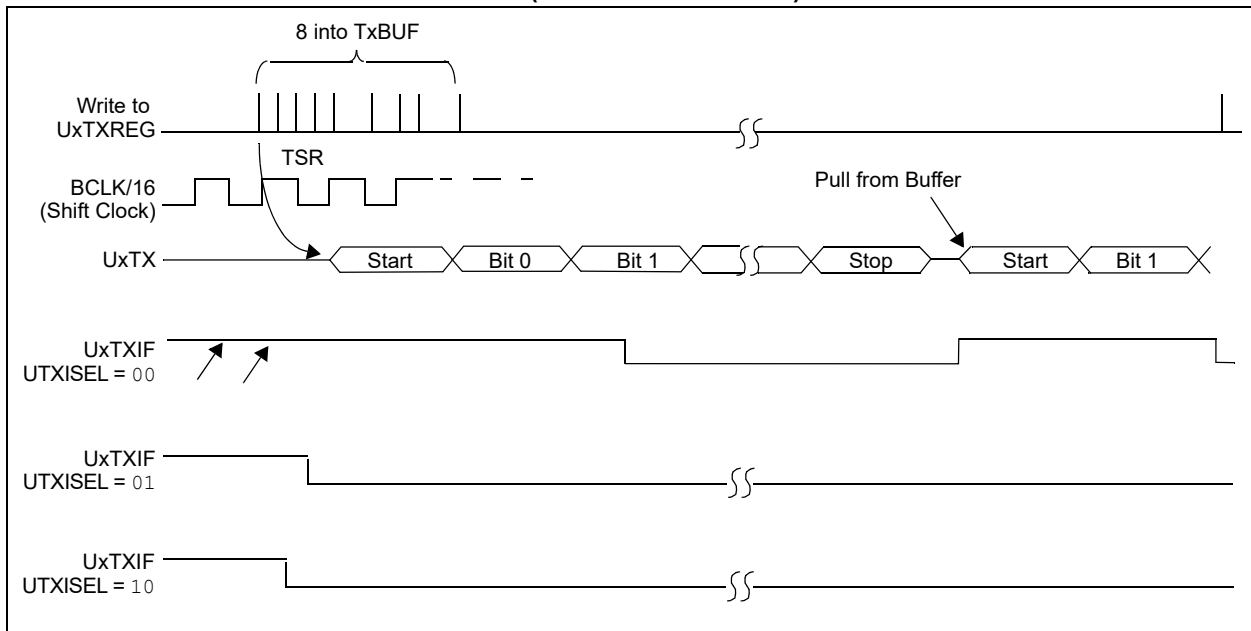 8 into TxBUF
Write to
UxTXREG
TSR
BCLK/16
(Shift Clock)
Pull from Buffer
UxTX
Start
Bit 0
Bit 1
Stop
Start
Bit 1
UxTXIF
UTXISEL = 00
UxTXIF
UTXISEL = 01
UxTXIF
UTXISEL = 10